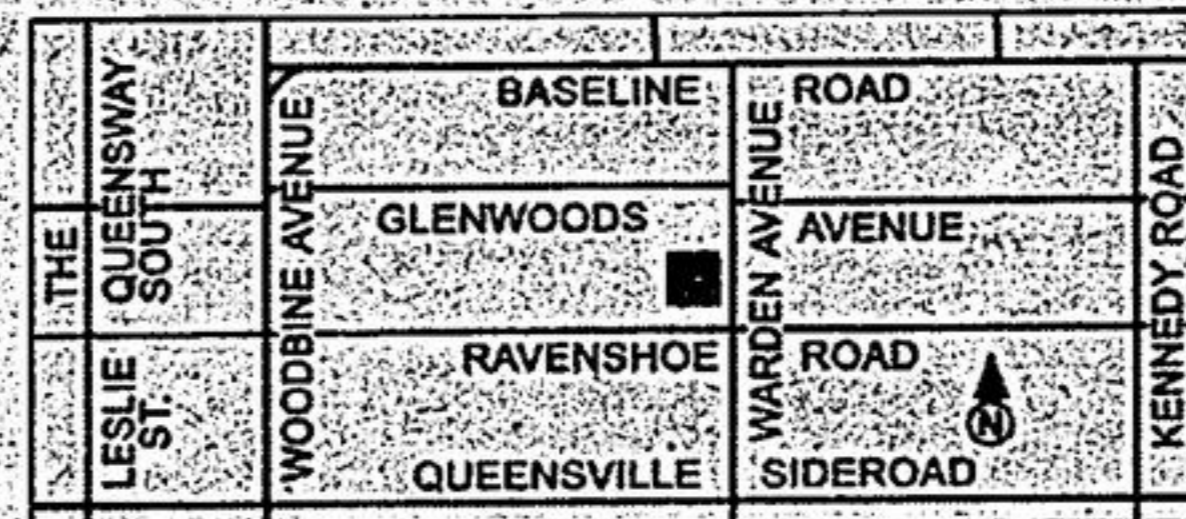 BASELINE ROAD
GLENWOODS AVENUE
RAVENSHOE ROAD
QUEENSVILLE SIDEROAD
THE
QUEENSWAY
SOUTH
LESLIE
ST.
WOODBINE AVENUE
WARDEN AVENUE
WARDEN
KENNEDY ROAD
N